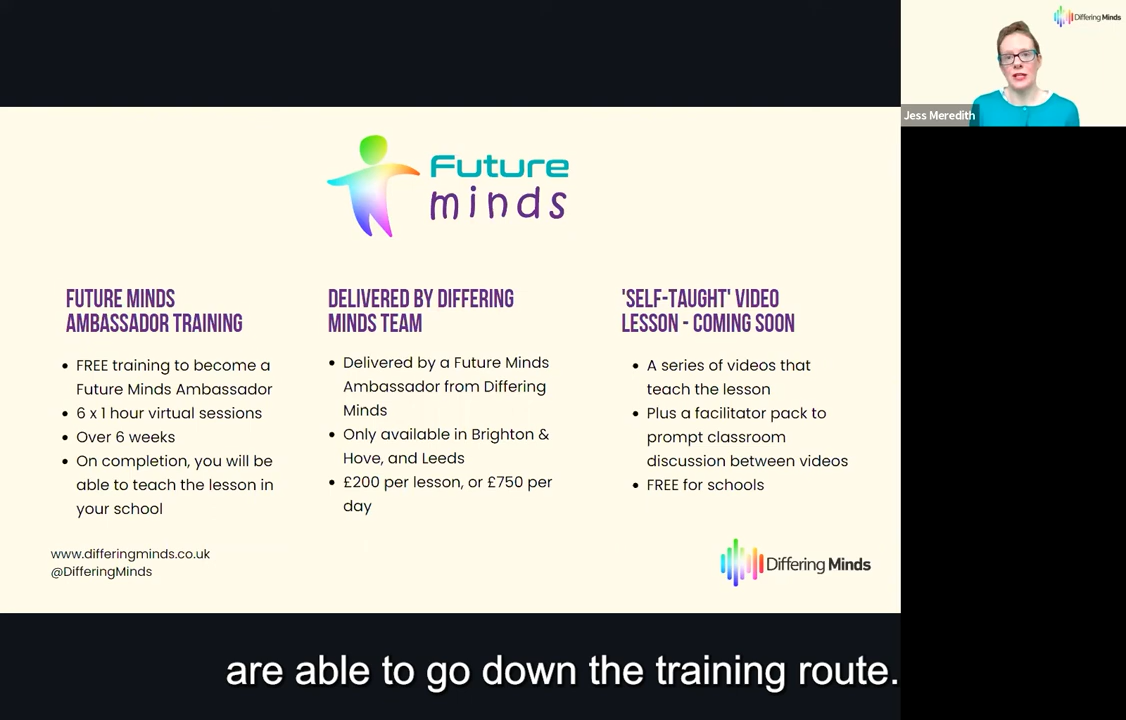 Differing Minds
Jess Meredith
Future
minds
FUTURE MINDS
AMBASSADOR TRAINING
• FREE training to become a
Future Minds Ambassador
• 6 x 1 hour virtual sessions
• Over 6 weeks
• On completion, you will be
able to teach the lesson in
your school
DELIVERED BY DIFFERING
MINDS TEAM
• Delivered by a Future Minds
Ambassador from Differing
Minds
• Only available in Brighton &
Hove, and Leeds
• £200 per lesson, or £750 per
day
'SELF-TAUGHT' VIDEO
LESSON - COMING SOON
• A series of videos that
teach the lesson
• Plus a facilitator pack to
prompt classroom
discussion between videos
• FREE for schools
www.differingminds.co.uk
@DifferingMinds
Differing Minds
are able to go down the training route.